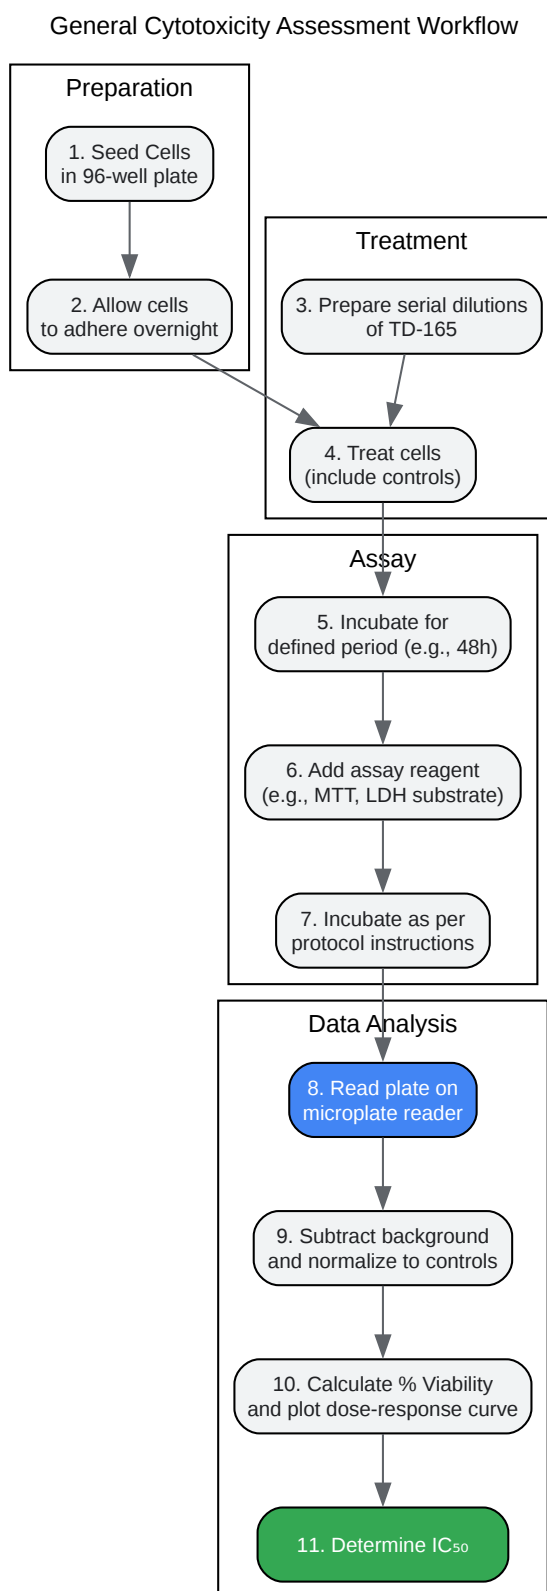 General Cytotoxicity Assessment Workflow
Preparation
1. Seed Cells
in 96-well plate
2. Allow cells
to adhere overnight
Treatment
3. Prepare serial dilutions
of TD-165
4. Treat cells
(include controls)
Assay
5. Incubate for
defined period (e.g., 48h)
6. Add assay reagent
(e.g., MTT, LDH substrate)
7. Incubate as per
protocol instructions
Data Analysis
8. Read plate on
microplate reader
9. Subtract background
and normalize to controls
10. Calculate % Viability
and plot dose-response curve
11. Determine IC₅₀